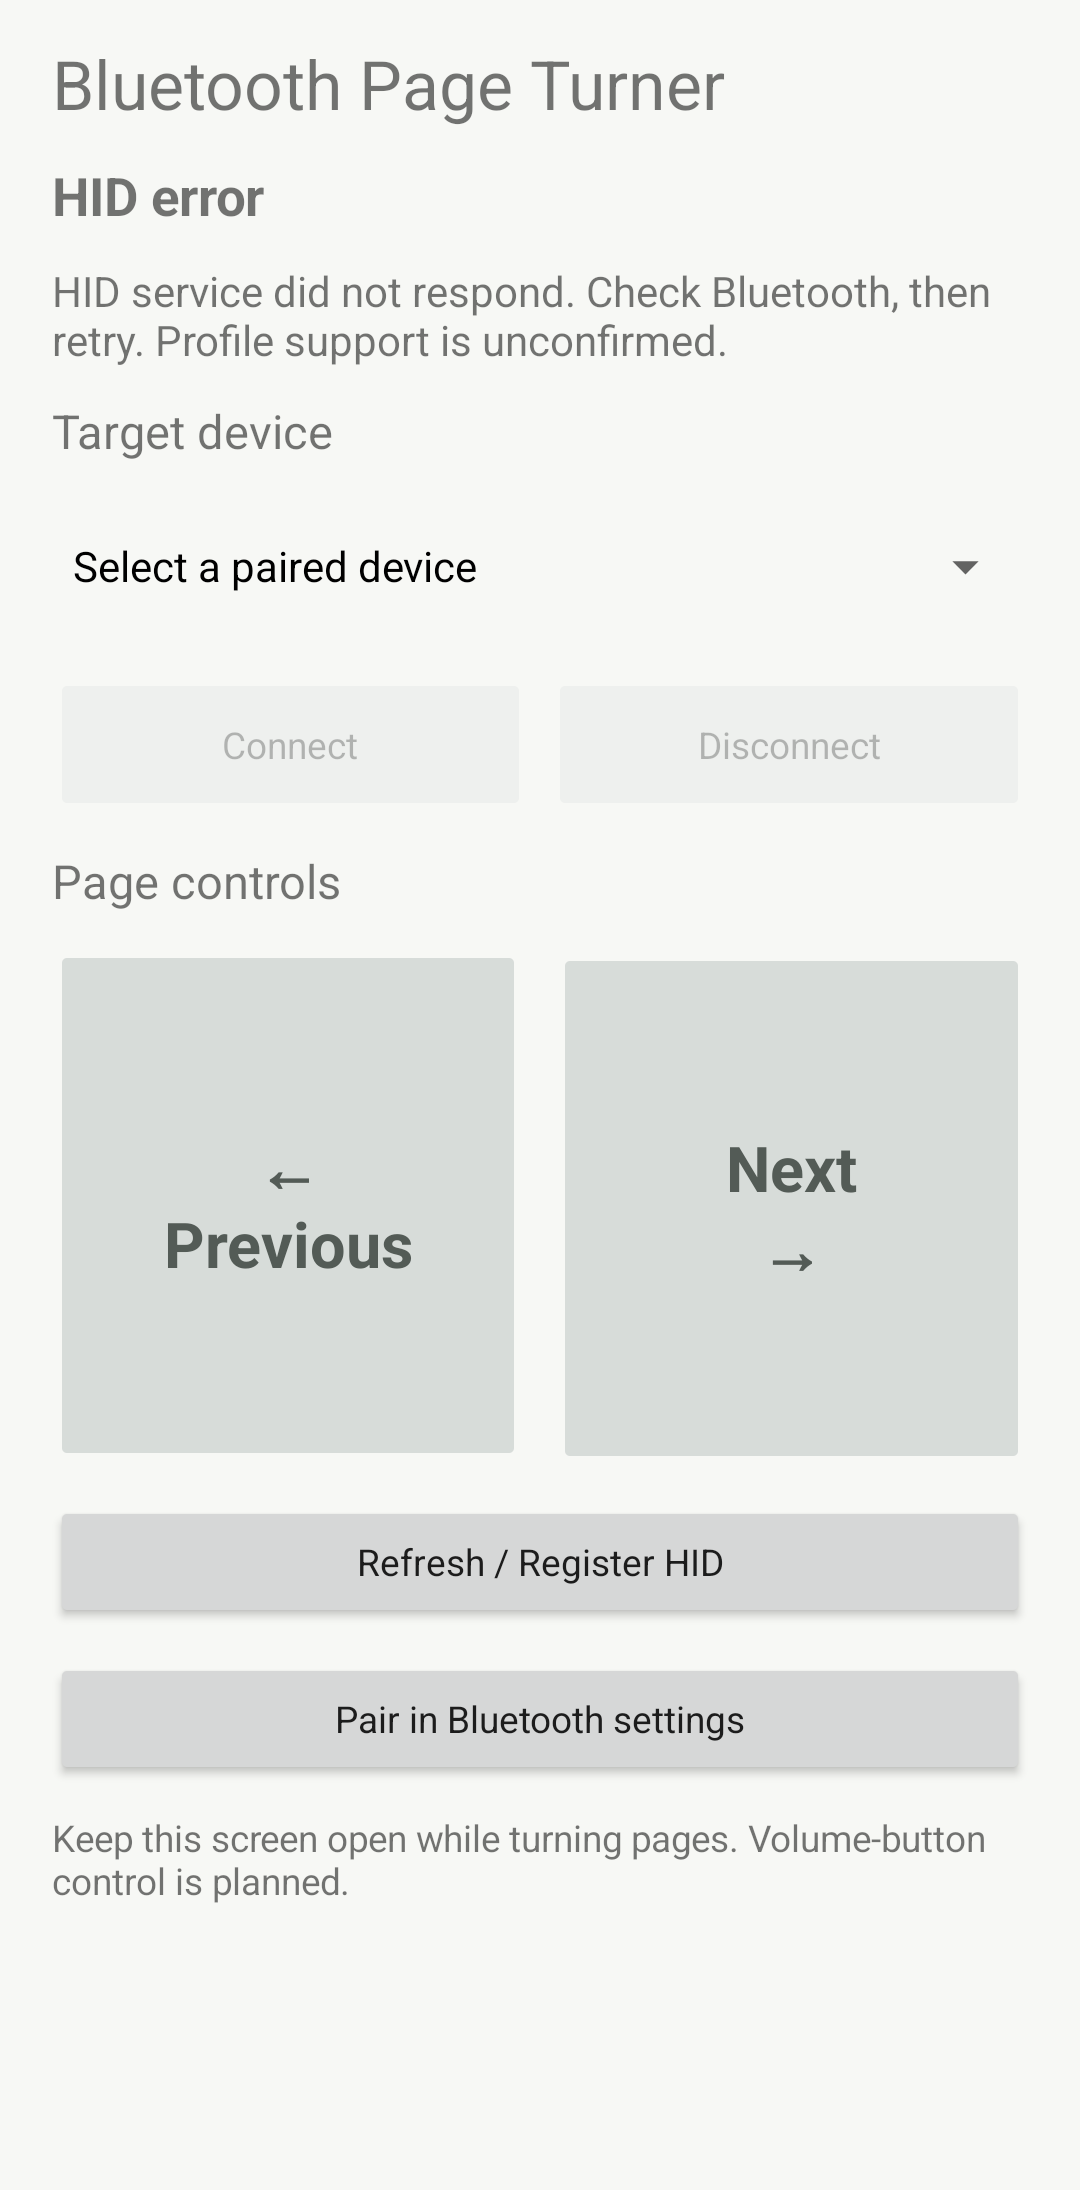 Bluetooth Page Turner
HID error
HID service did not respond. Check Bluetooth, then
retry. Profile support is unconfirmed.
Target device
Select a paired device
Connect
Disconnect
Page controls
←
Previous
Next
→
Refresh / Register HID
Pair in Bluetooth settings
Keep this screen open while turning pages. Volume-button
control is planned.